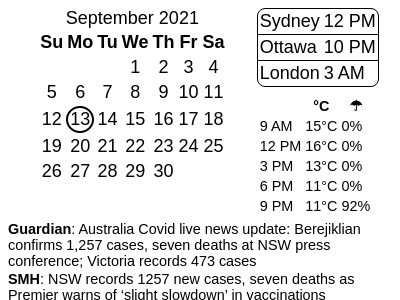 September 2021
Su Mo Tu We Th Fr Sa
1 2 3 4
5 6 7 8 9 10 11
12 13 14 15 16 17 18
19 20 21 22 23 24 25
26 27 28 29 30
Sydney 12 PM
Ottawa 10 PM
London 3 AM
°C ☂
9 AM 15°C 0%
12 PM 16°C 0%
3 PM 13°C 0%
6 PM 11°C 0%
9 PM 11°C 92%
Guardian: Australia Covid live news update: Berejiklian
confirms 1,257 cases, seven deaths at NSW press
conference; Victoria records 473 cases
SMH: NSW records 1257 new cases, seven deaths as
Premier warns of ‘slight slowdown’ in vaccinations